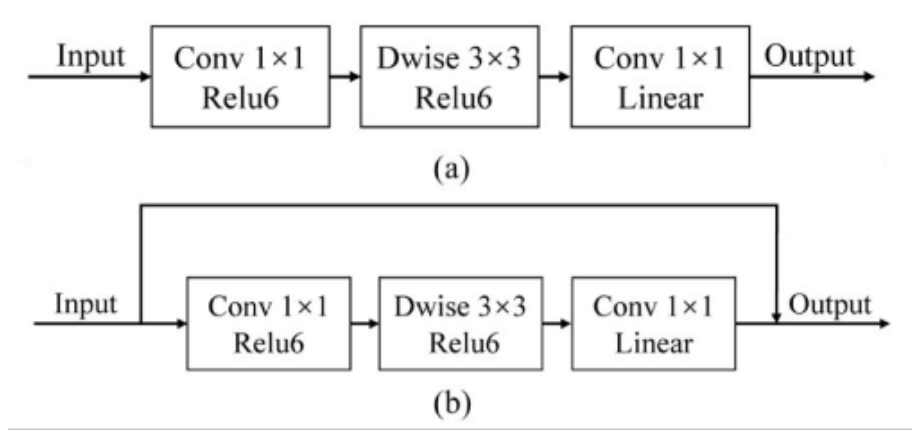 Input
Conv 1×1
Relu6
Dwise 3×3
Relu6
Conv 1×1
Linear
Output
(a)
Input
Conv 1×1
Relu6
Dwise 3×3
Relu6
Conv 1×1
Linear
Output
(b)